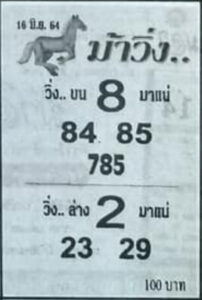 16 มิ.ย. 64
ม้าวิ่ง..
วิ่ง.. บน 8 มาแน่
84 85
785
วิ่ง.. ล่าง 2 มาแน่
23 29
100 บาท